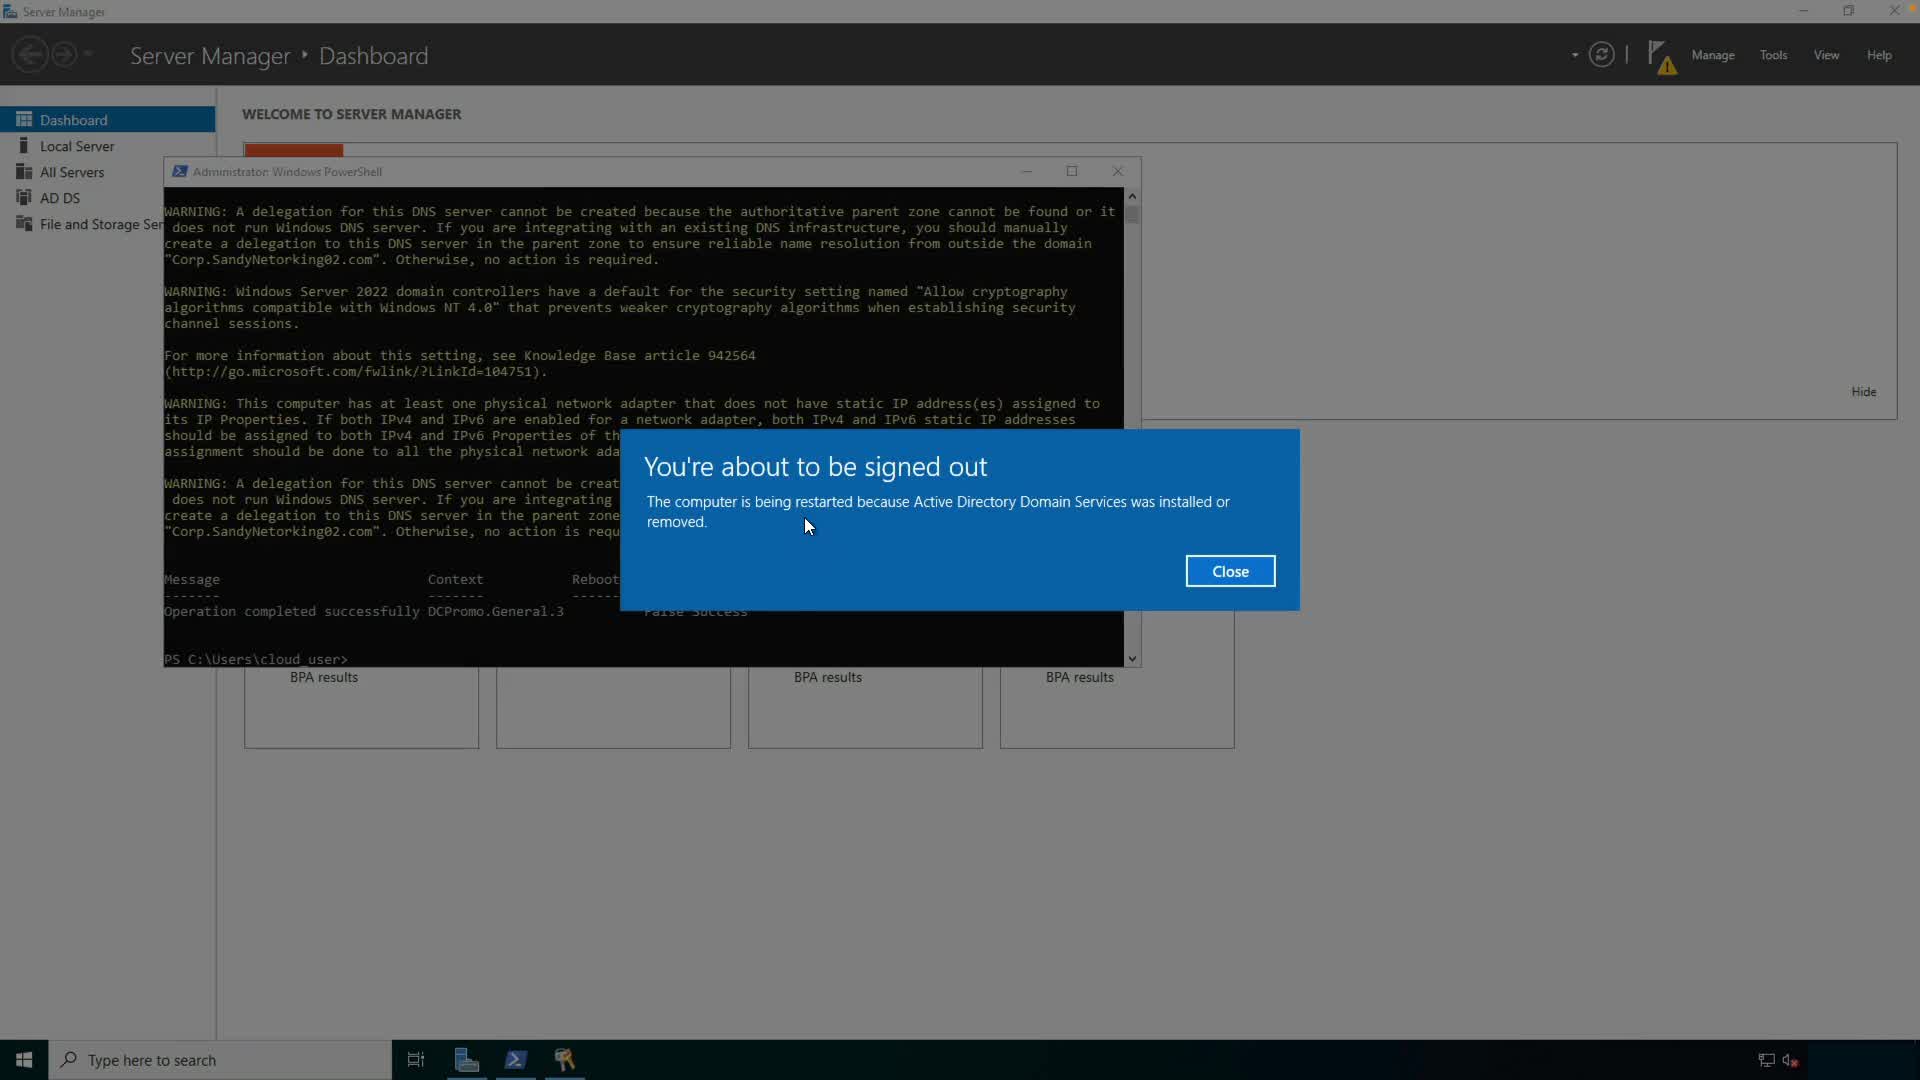 Server Manager
Server Manager ‣ Dashboard
Manage Tools View Help
Dashboard
Local Server
All Servers
AD DS
File and Storage Ser
WELCOME TO SERVER MANAGER
Administrator: Windows PowerShell
WARNING: A delegation for this DNS server cannot be created because the authoritative parent zone cannot be found or it
does not run Windows DNS server. If you are integrating with an existing DNS infrastructure, you should manually
create a delegation to this DNS server in the parent zone to ensure reliable name resolution from outside the domain
"Corp.SandyNetorking02.com". Otherwise, no action is required.
WARNING: Windows Server 2022 domain controllers have a default for the security setting named "Allow cryptography
algorithms compatible with Windows NT 4.0" that prevents weaker cryptography algorithms when establishing security
channel sessions.
For more information about this setting, see Knowledge Base article 942564
(http://go.microsoft.com/fwlink/?LinkId=104751).
WARNING: This computer has at least one physical network adapter that does not have static IP address(es) assigned to
its IP Properties. If both IPv4 and IPv6 are enabled for a network adapter, both IPv4 and IPv6 static IP addresses
should be assigned to both IPv4 and IPv6 Properties of th
assignment should be done to all the physical network ada
WARNING: A delegation for this DNS server cannot be creat
does not run Windows DNS server. If you are integrating
create a delegation to this DNS server in the parent zone
"Corp.SandyNetorking02.com". Otherwise, no action is requ
Message Context Reboot
------- ------- ------
Operation completed successfully DCPromo.General.3 False Success
PS C:\Users\cloud_user>
You're about to be signed out
The computer is being restarted because Active Directory Domain Services was installed or
removed.
Close
Hide
BPA results
BPA results
BPA results
Type here to search